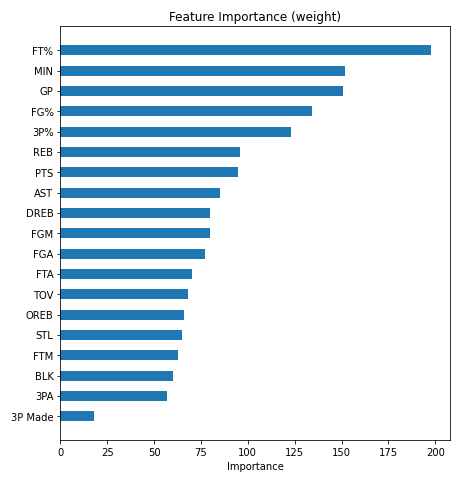 Feature Importance (weight)
FT%
MIN
GP
FG%
3P%
REB
PTS
AST
DREB
FGM
FGA
FTA
TOV
OREB
STL
FTM
BLK
3PA
3P Made
0 25 50 75 100 125 150 175 200
Importance